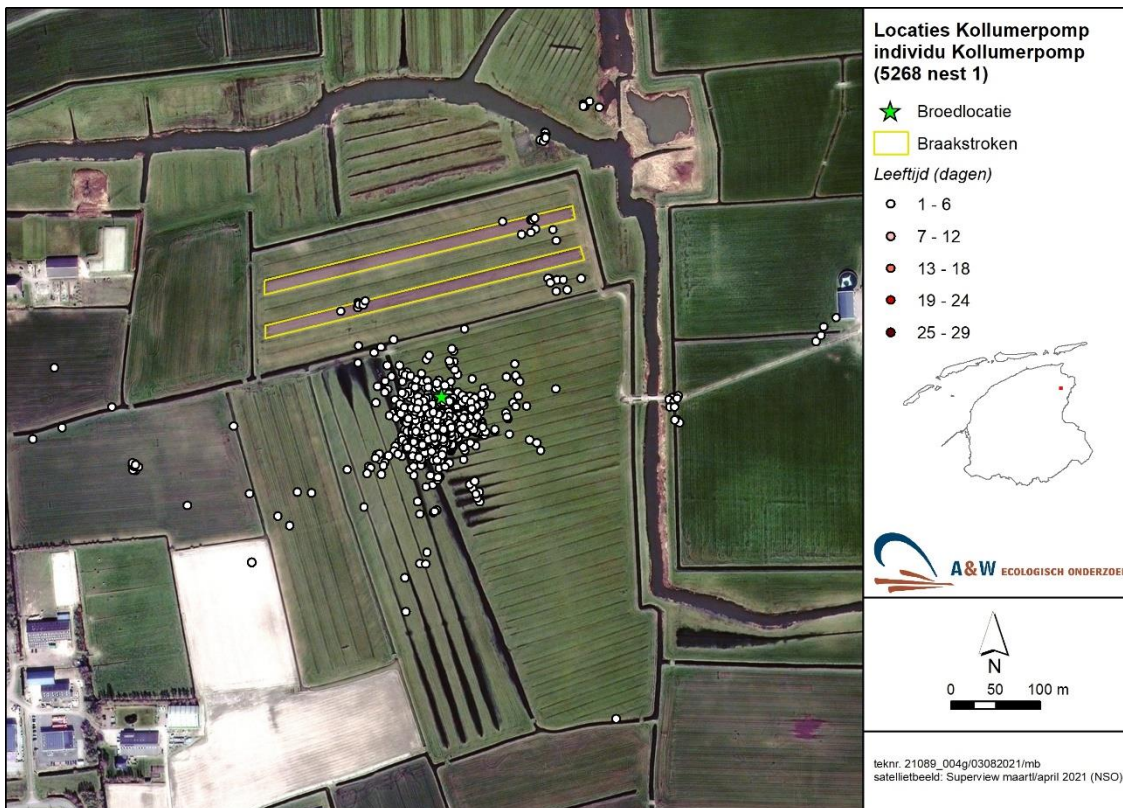 Locaties Kollumerpomp
individu Kollumerpomp
(5268 nest 1)
Broedlocatie
Braakstroken
Leeftijd (dagen)
1 - 6
7 - 12
13 - 18
19 - 24
25 - 29
A&W ECOLOGISCH ONDERZOEK
N
0 50 100 m
teknr. 21089_004g/03082021/mb
satellietbeeld: Superview maart/april 2021 (NSO)